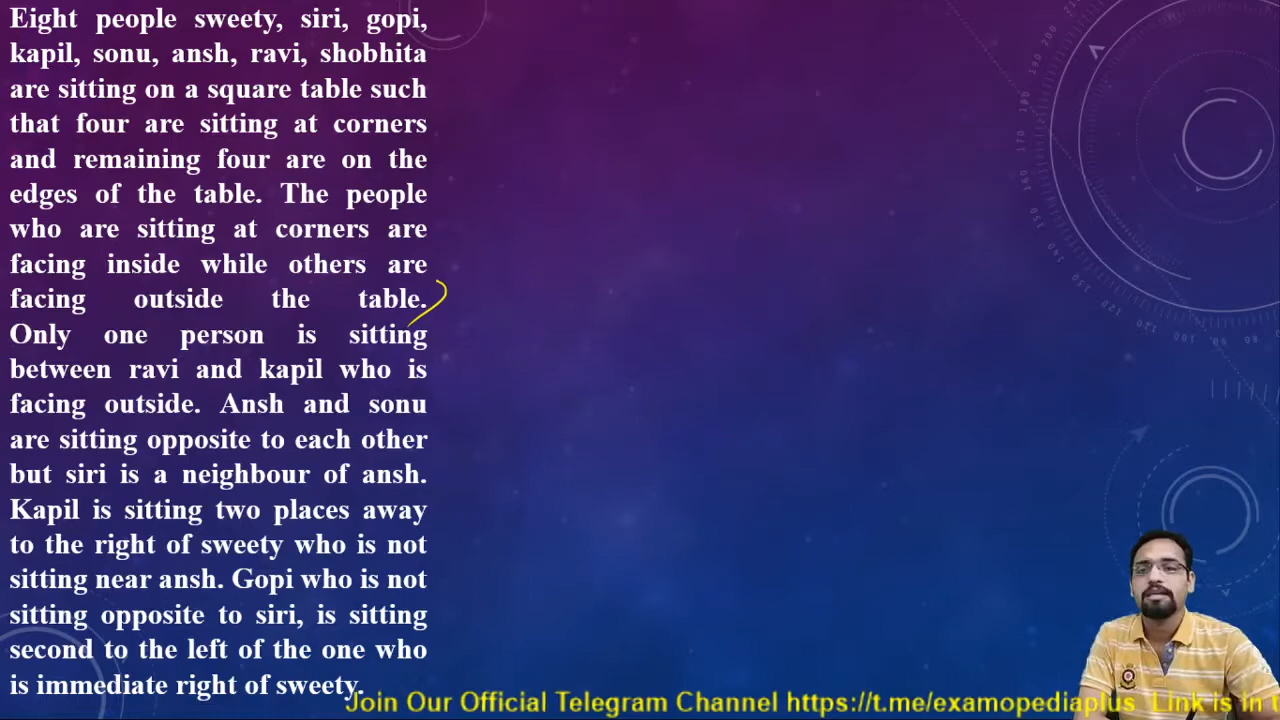 Eight people sweety, siri, gopi,
kapil, sonu, ansh, ravi, shobhita
are sitting on a square table such
that four are sitting at corners
and remaining four are on the
edges of the table. The people
who are sitting at corners are
facing inside while others are
facing outside the table.
Only one person is sitting
between ravi and kapil who is
facing outside. Ansh and sonu
are sitting opposite to each other
but siri is a neighbour of ansh.
Kapil is sitting two places away
to the right of sweety who is not
sitting near ansh. Gopi who is not
sitting opposite to siri, is sitting
second to the left of the one who
is immediate right of sweety.
Join Our Official Telegram Channel https://t.me/examopediaplus Link is in